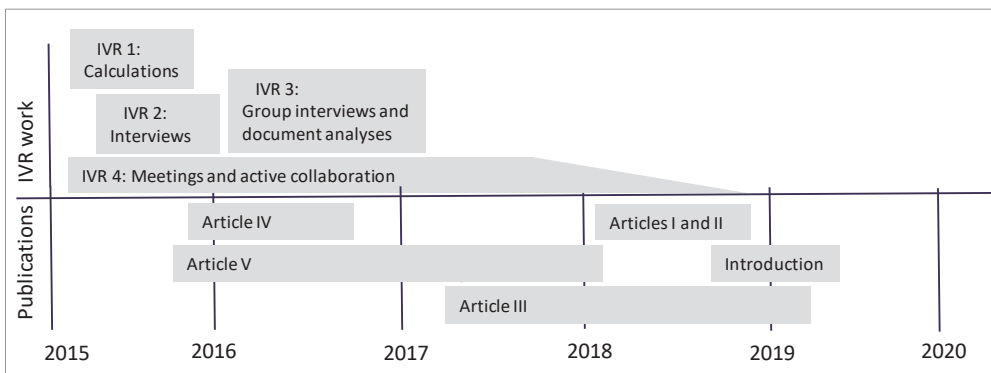 IVR work
IVR 1:
Calculations
IVR 2:
Interviews
IVR 3:
Group interviews and
document analyses
IVR 4: Meetings and active collaboration
Publications
Article IV
Articles I and II
Article V
Introduction
Article III
2015
2016
2017
2018
2019
2020